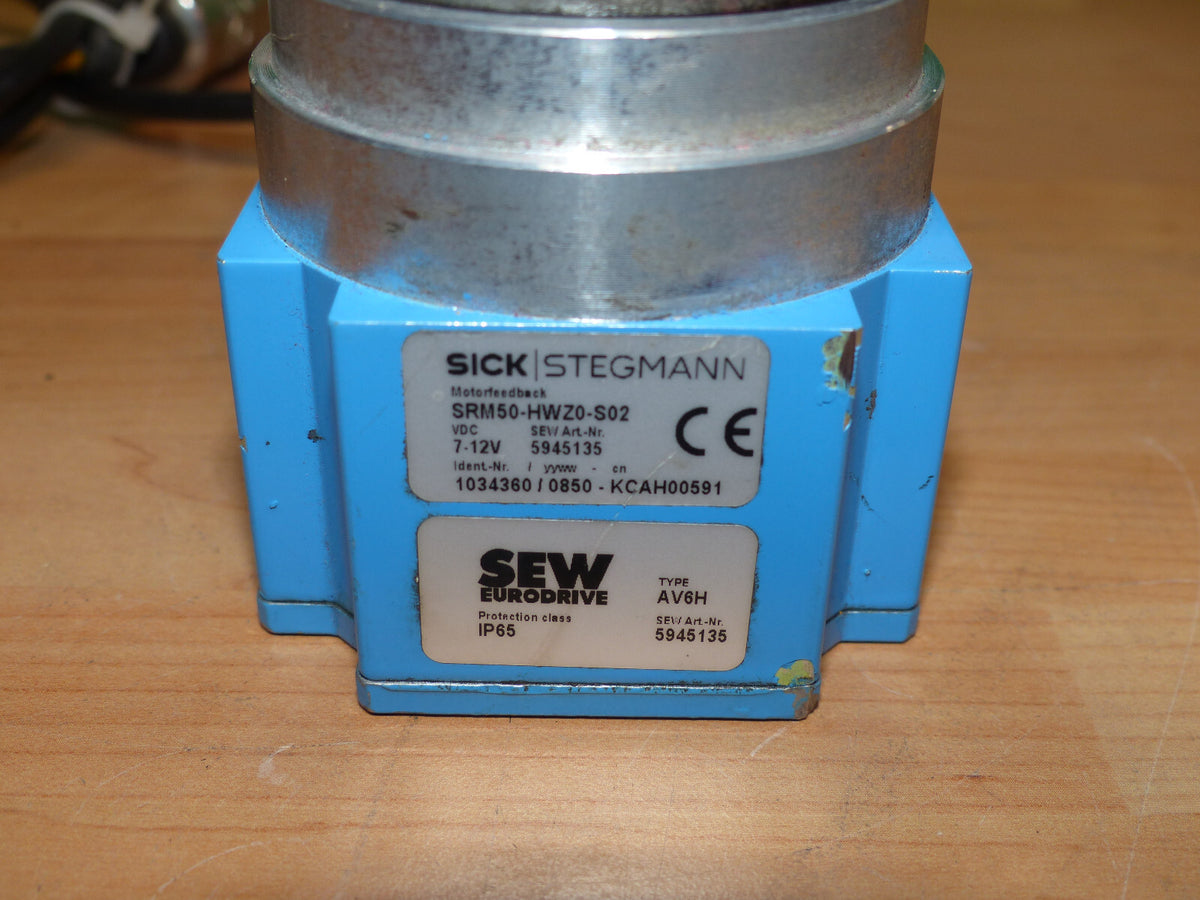 SICK|STEGMANN
Motorfeedback
SRM50-HWZ0-S02
VDC SEW Art.-Nr.
7-12V 5945135
CE
Ident.-Nr. / yyww - cn
1034360 / 0850 - KCAH00591
SEW
EURODRIVE
TYPE
AV6H
Protection class
IP65
SEW Art.-Nr.
5945135